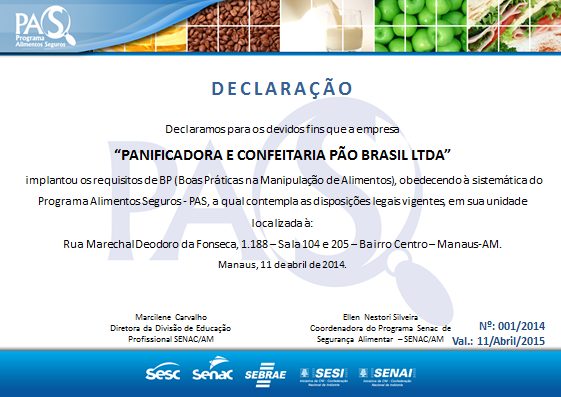 PAS
Programa
Alimentos Seguros
DECLARAÇÃO
Declaramos para os devidos fins que a empresa
“PANIFICADORA E CONFEITARIA PÃO BRASIL LTDA”
implantou os requisitos de BP (Boas Práticas na Manipulação de Alimentos), obedecendo à sistemática do
Programa Alimentos Seguros - PAS, a qual contempla as disposições legais vigentes, em sua unidade
localizada à:
Rua Marechal Deodoro da Fonseca, 1.188 – Sala 104 e 205 – Bairro Centro – Manaus-AM.
Manaus, 11 de abril de 2014.
Marcilene Carvalho
Diretora da Divisão de Educação
Profissional SENAC/AM
Ellen Nestori Silveira
Coordenadora do Programa Senac de
Segurança Alimentar – SENAC/AM
Nº: 001/2014
Val.: 11/Abril/2015
Sesc Senac SEBRAE SESI SENAI